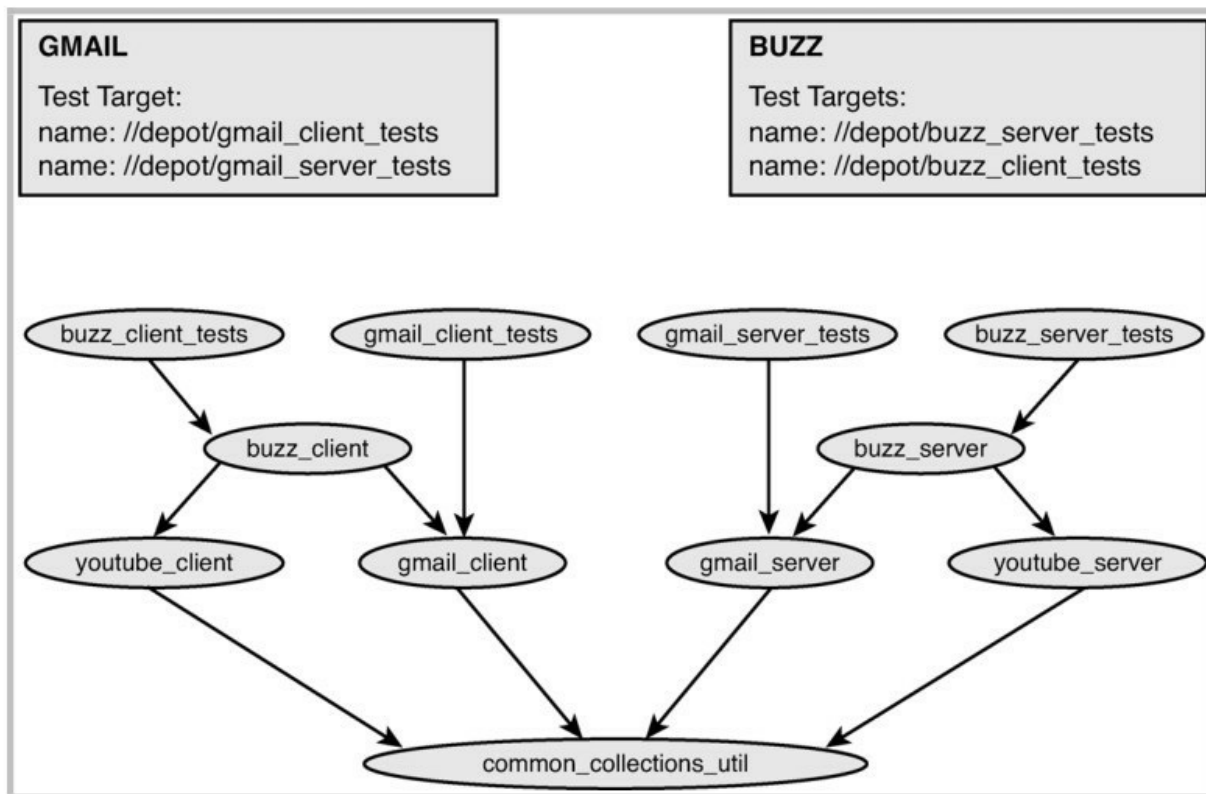 GMAIL
Test Target:
name: //depot/gmail_client_tests
name: //depot/gmail_server_tests
BUZZ
Test Targets:
name: //depot/buzz_server_tests
name: //depot/buzz_client_tests
buzz_client_tests
gmail_client_tests
gmail_server_tests
buzz_server_tests
buzz_client
buzz_server
youtube_client
gmail_client
gmail_server
youtube_server
common_collections_util